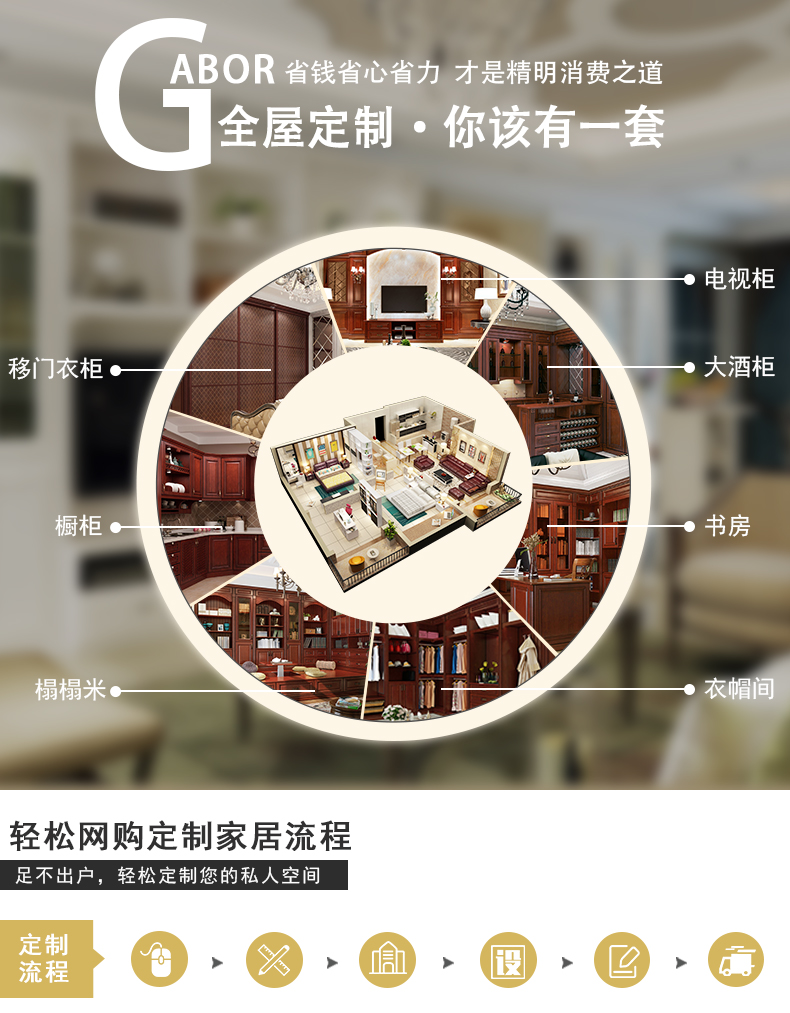 GABOR 省钱省心省力 才是精明消费之道
全屋定制·你该有一套
电视柜
移门衣柜
大酒柜
橱柜
书房
榻榻米
衣帽间
轻松网购定制家居流程
足不出户，轻松定制您的私人空间
定制
流程
设